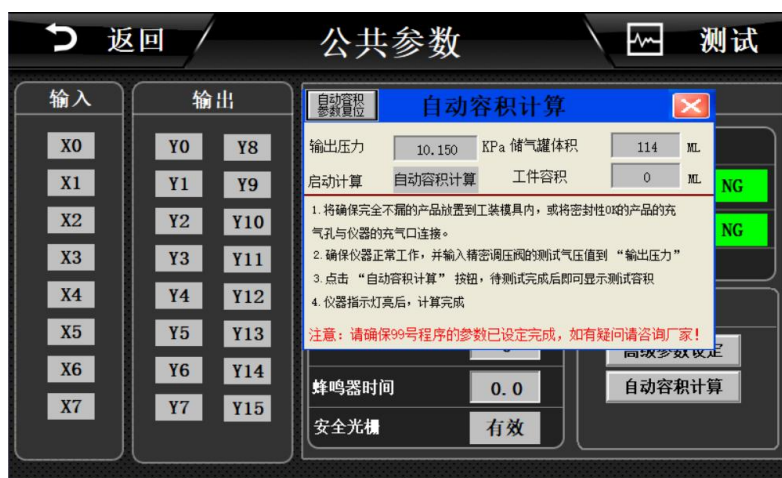 返回
公共参数
测试
输入
X0
X1
X2
X3
X4
X5
X6
X7
输出
Y0 Y8
Y1 Y9
Y2 Y10
Y3 Y11
Y4 Y12
Y5 Y13
Y6 Y14
Y7 Y15
自动容积
参数复位
自动容积计算
输出压力 10.150 KPa 储气罐体积 114 ML
启动计算 自动容积计算 工件容积 0 ML
1.将确保完全不漏的产品放置到工装模具内，或将密封性OK的产品的充
气孔与仪器的充气口连接。
2.确保仪器正常工作，并输入精密调压阀的测试气压值到 “输出压力”
3.点击 “自动容积计算” 按钮，待测试完成后即可显示测试容积
4.仪器指示灯亮后，计算完成
注意：请确保99号程序的参数已设定完成，如有疑问请咨询厂家！
NG
NG
高级参数设定
蜂鸣器时间 0.0
自动容积计算
安全光栅 有效